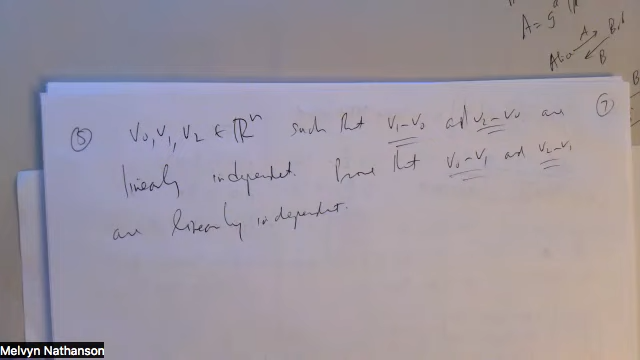 A = g
A
B
⑤ v₀, v₁, v₂ ∈ ℝⁿ such that v₁-v₀ and v₂-v₀ are ⑦
linearly independent. Prove that v₀-v₁ and v₂-v₁
are linearly independent.
Melvyn Nathanson